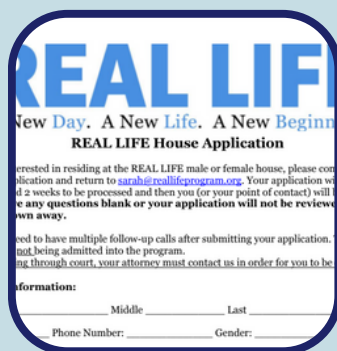 REAL LIF
New Day. A New Life. A New Beginn
REAL LIFE House Application
erested in residing at the REAL LIFE male or female house, please con
plication and return to sarah@reallifeprogram.org. Your application wi
d 2 weeks to be processed and then you (or your point of contact) will b
e any questions blank or your application will not be reviewe
wn away.
eed to have multiple follow-up calls after submitting your application.
not being admitted into the program.
ng through court, your attorney must contact us in order for you to be
nformation:
Middle Last
Phone Number: Gender: